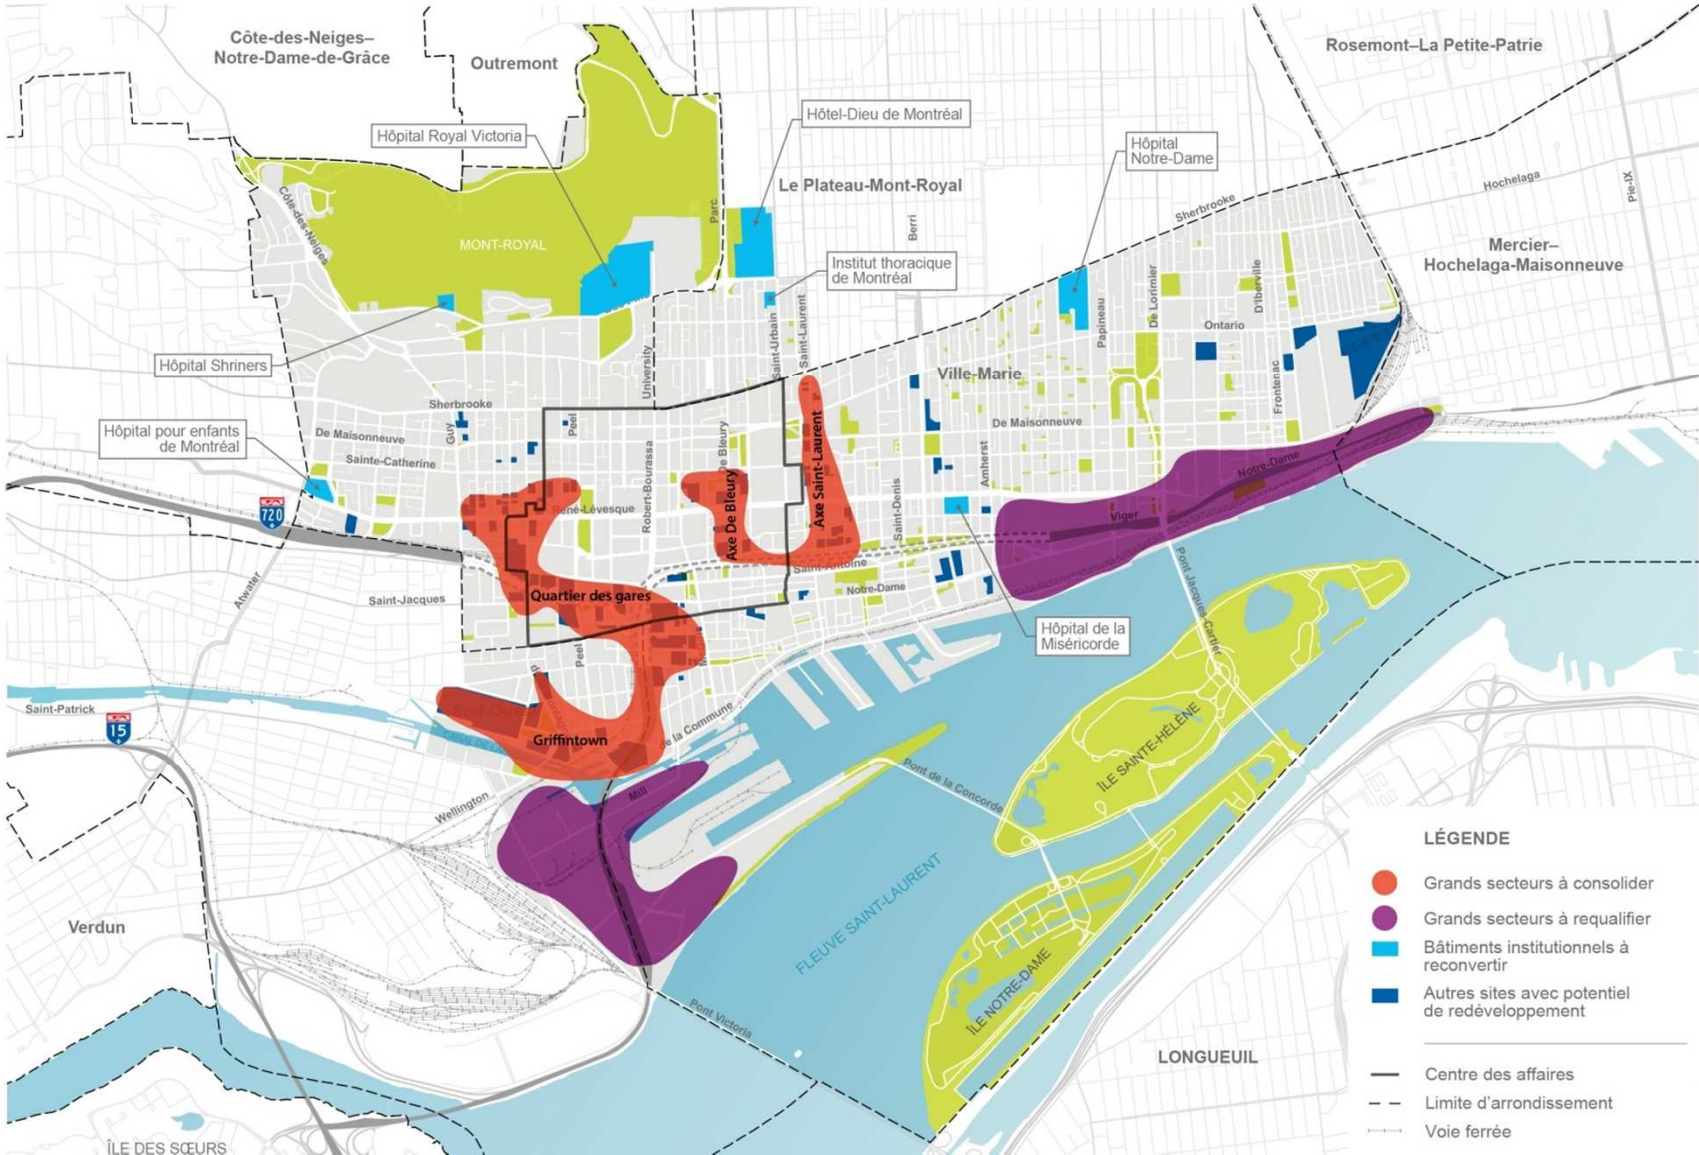 Côte-des-Neiges–
Notre-Dame-de-Grâce
Outremont
Rosemont–La Petite-Patrie
Hôpital Royal Victoria
Hôtel-Dieu de Montréal
Hôpital
Notre-Dame
Le Plateau-Mont-Royal
Hochelaga
Pie-IX
Côte-des-Neiges
Parc
Berri
Sherbrooke
MONT-ROYAL
Mercier–
Hochelaga-Maisonneuve
Institut thoracique
de Montréal
Hôpital Shriners
University
Saint-Urbain
Saint-Laurent
Papineau
De Lorimier
D'Iberville
Ontario
Ville-Marie
Frontenac
Sherbrooke
Hôpital pour enfants
de Montréal
De Maisonneuve
Guy
Peel
Sainte-Catherine
De Bleury
De Maisonneuve
Amherst
Axe Saint-Laurent
Axe De Bleury
Notre-Dame
720
René-Lévesque
Robert-Bourassa
Saint-Denis
Viger
Saint-Antoine
Atwater
Saint-Jacques
Quartier des gares
Notre-Dame
Pont Jacques-Cartier
Hôpital de la
Miséricorde
Peel
Saint-Patrick
15
Sud-Ouest
de la Commune
Griffintown
ÎLE SAINTE-HÉLÈNE
Pont de la Concorde
Wellington
Mill
FLEUVE SAINT-LAURENT
Verdun
ÎLE NOTRE-DAME
Pont Victoria
LONGUEUIL
ÎLE DES SŒURS
LÉGENDE
Grands secteurs à consolider
Grands secteurs à requalifier
Bâtiments institutionnels à
reconvertir
Autres sites avec potentiel
de redéveloppement
Centre des affaires
Limite d'arrondissement
Voie ferrée